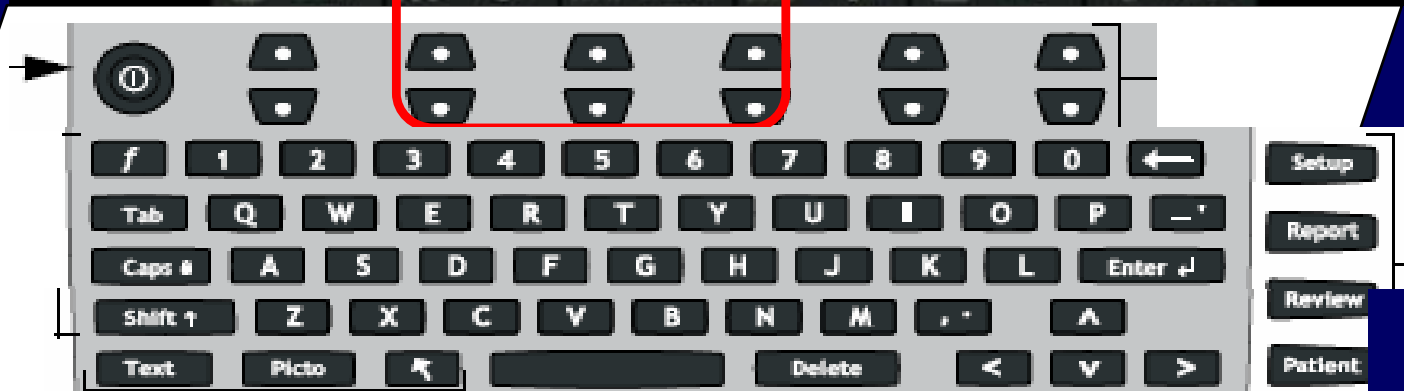 f 1 2 3 4 5 6 7 8 9 0 ←
Setup
Tab Q W E R T Y U I O P _ '
Report
Caps A S D F G H J K L Enter ↵
Review
Shift ↑ Z X C V B N M , . ∧
Text Picto ↖ Delete < ∨ >
Patient